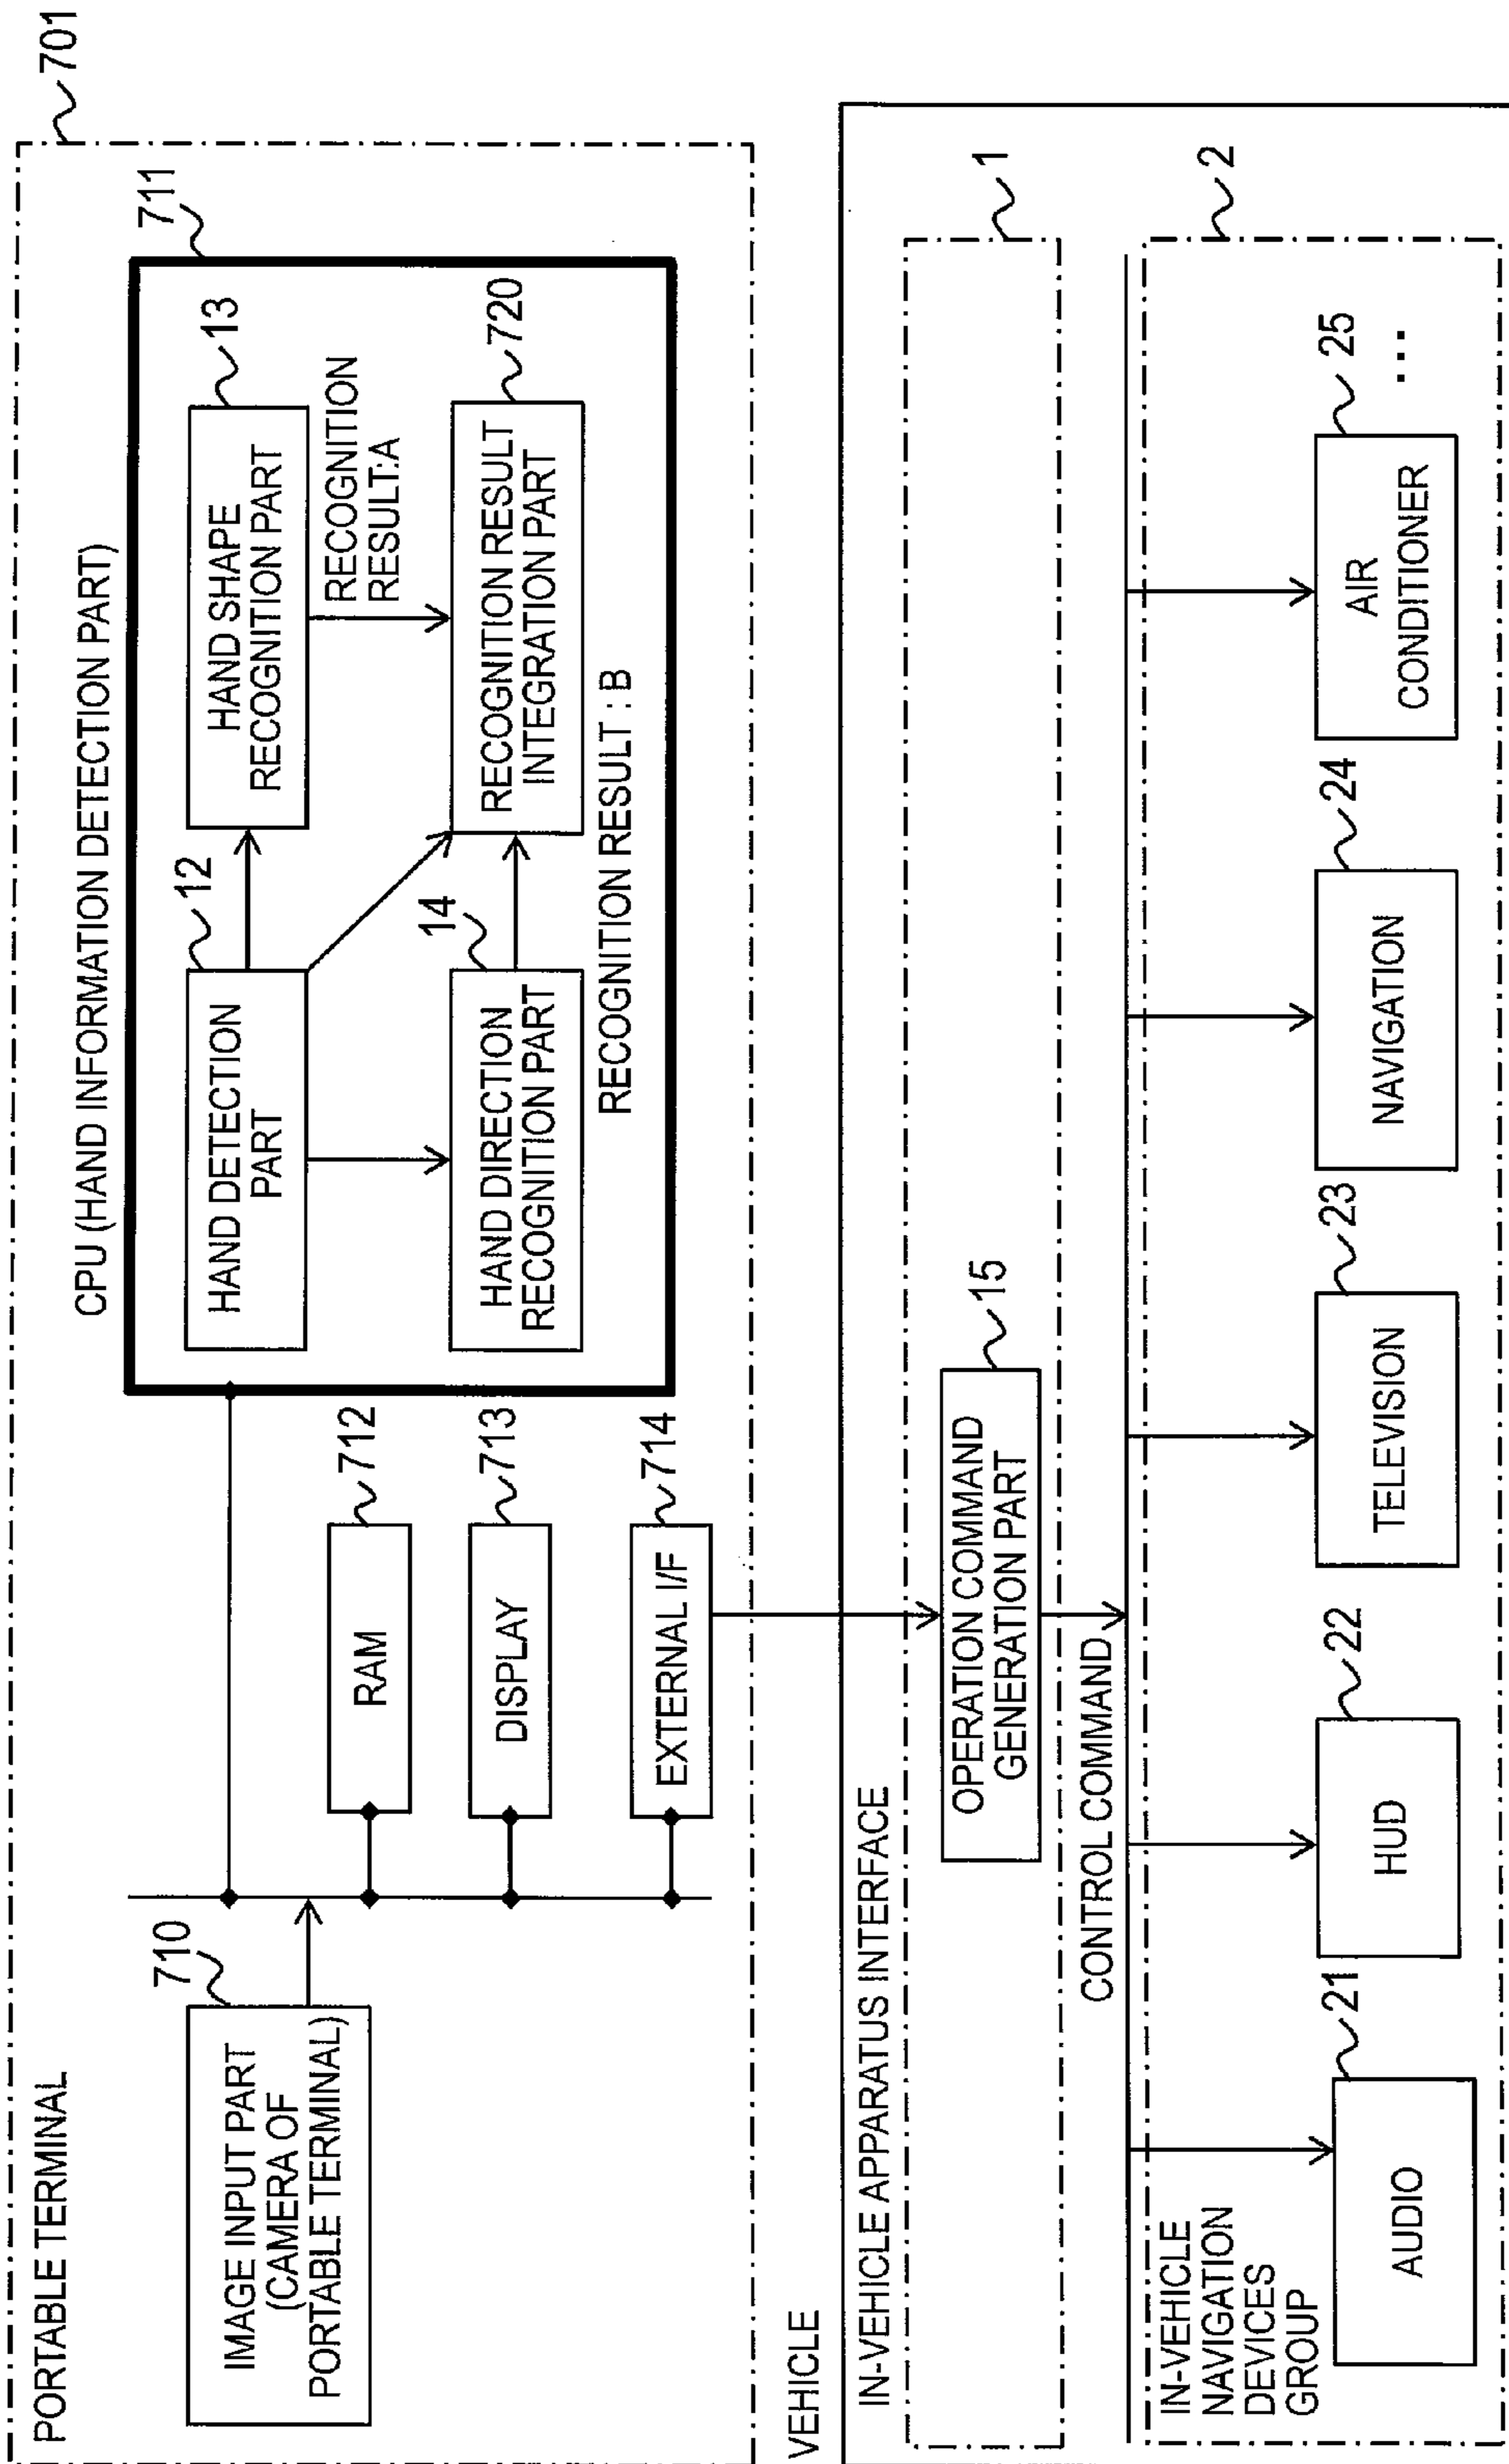 PORTABLE TERMINAL
701
IMAGE INPUT PART
(CAMERA OF
PORTABLE TERMINAL)
710
CPU (HAND INFORMATION DETECTION PART)
711
HAND DETECTION
PART
12
HAND SHAPE
RECOGNITION PART
13
RECOGNITION
RESULT:A
HAND DIRECTION
RECOGNITION PART
14
RECOGNITION RESULT
INTEGRATION PART
720
RECOGNITION RESULT : B
RAM
712
DISPLAY
713
EXTERNAL I/F
714
VEHICLE
IN-VEHICLE APPARATUS INTERFACE
1
OPERATION COMMAND
GENERATION PART
15
CONTROL COMMAND
IN-VEHICLE
NAVIGATION
DEVICES
GROUP
2
AUDIO
21
HUD
22
TELEVISION
23
NAVIGATION
24
AIR
CONDITIONER
25
...